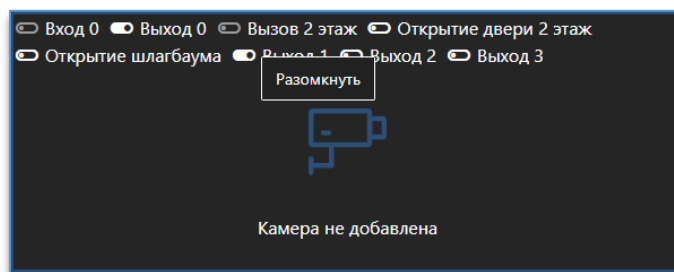 Вход 0 Выход 0 Вызов 2 этаж Открытие двери 2 этаж
Открытие шлагбаума Выход 1 Выход 2 Выход 3
Разомкнуть
Камера не добавлена